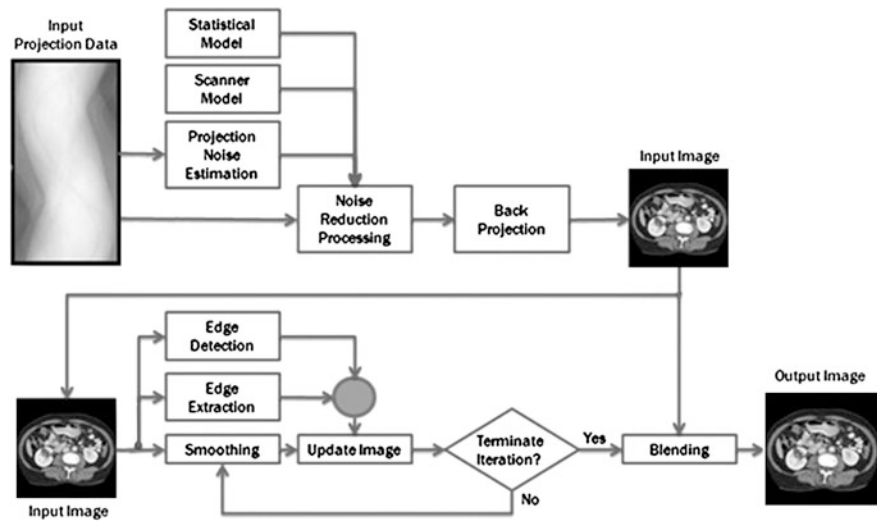 Input
Projection Data
Statistical
Model
Scanner
Model
Projection
Noise
Estimation
Noise
Reduction
Processing
Back
Projection
Input Image
Edge
Detection
Edge
Extraction
Smoothing
Update Image
Terminate
Iteration?
Yes
No
Blending
Output Image
Input Image